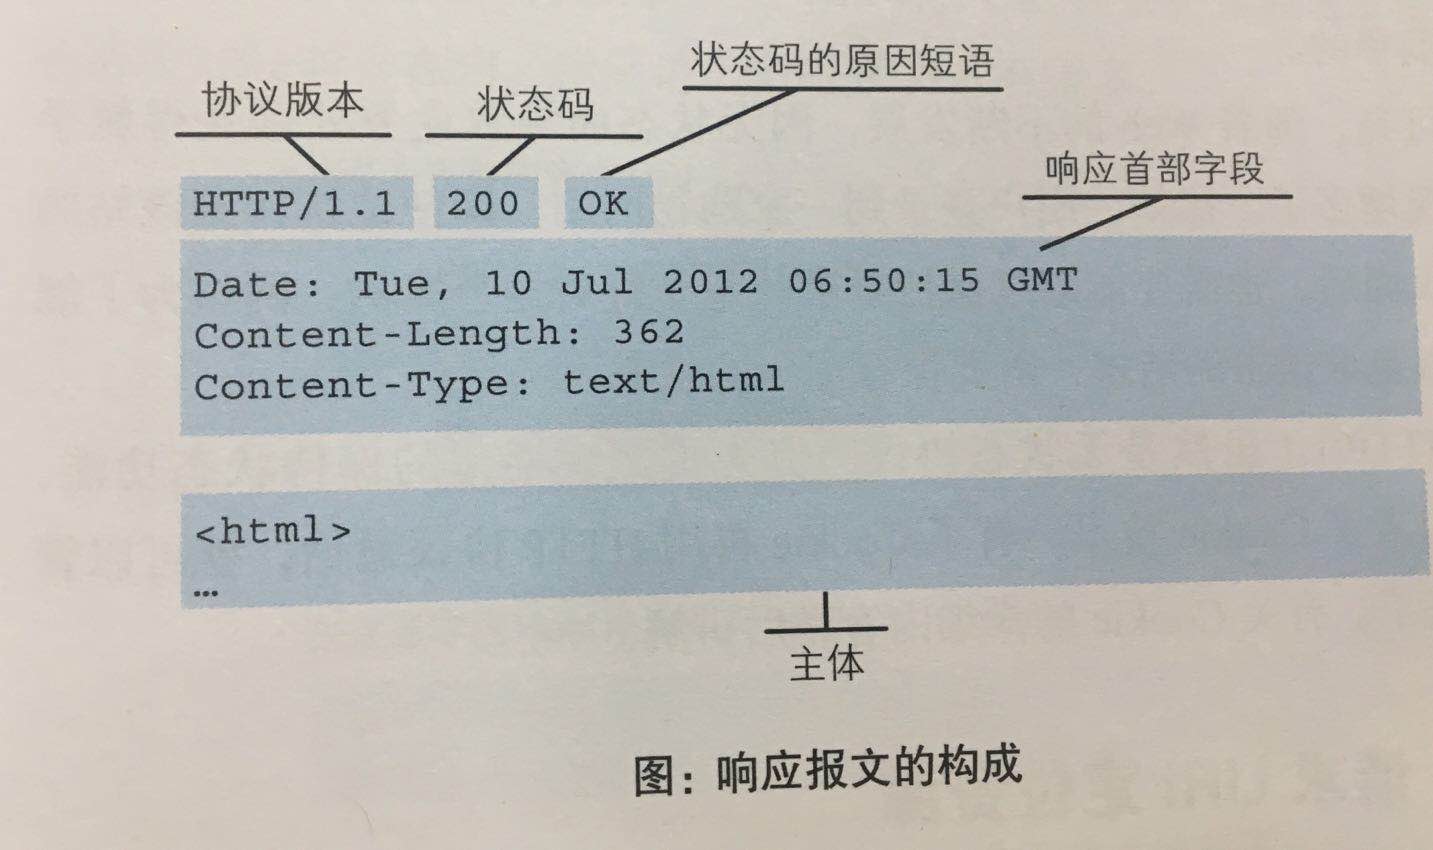 状态码的原因短语
协议版本 状态码
响应首部字段
HTTP/1.1 200 OK
Date: Tue, 10 Jul 2012 06:50:15 GMT
Content-Length: 362
Content-Type: text/html
<html>
…
主体
图：响应报文的构成